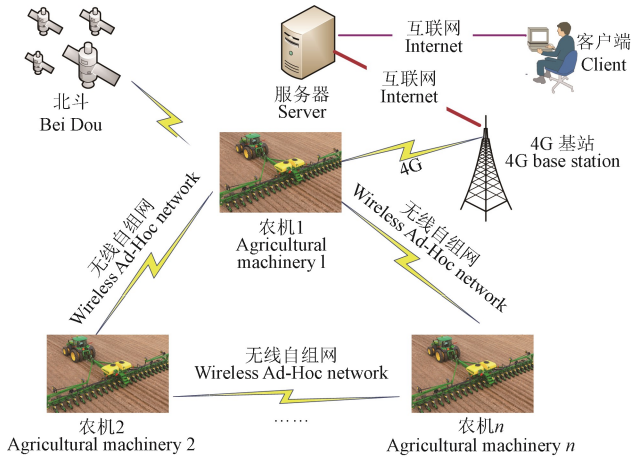 互联网
Internet
客户端
Client
北斗
Bei Dou
服务器
Server
互联网
Internet
4G 基站
4G base station
4G
农机1
Agricultural
machinery 1
无线自组网
Wireless Ad-Hoc network
无线自组网
Wireless Ad-Hoc network
无线自组网
Wireless Ad-Hoc network
……
农机2
Agricultural machinery 2
农机n
Agricultural machinery n